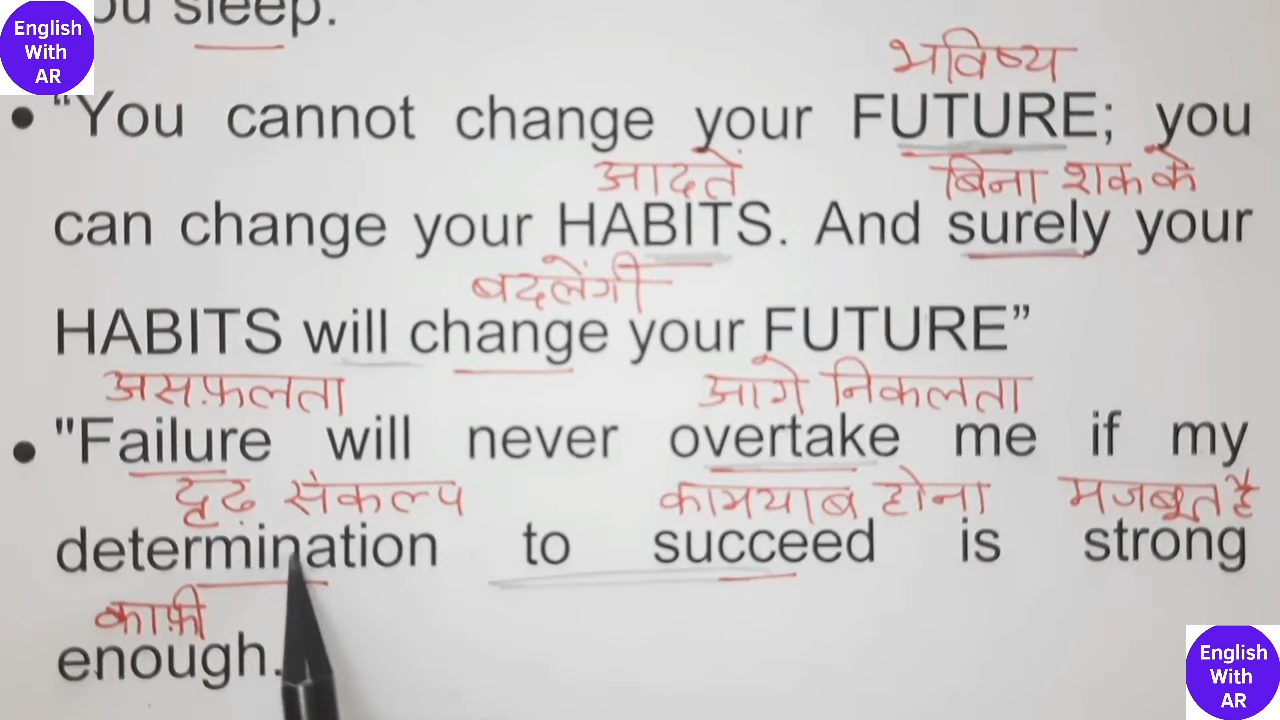 English
With
AR
you sleep.
भविष्य
• “You cannot change your FUTURE; you
आदतें बिना शक के
can change your HABITS. And surely your
बदलेंगी
HABITS will change your FUTURE”
असफ़लता आगे निकलता
• "Failure will never overtake me if my
दृढ़ संकल्प कामयाब होना मजबूत है
determination to succeed is strong
काफ़ी
enough.
English
With
AR